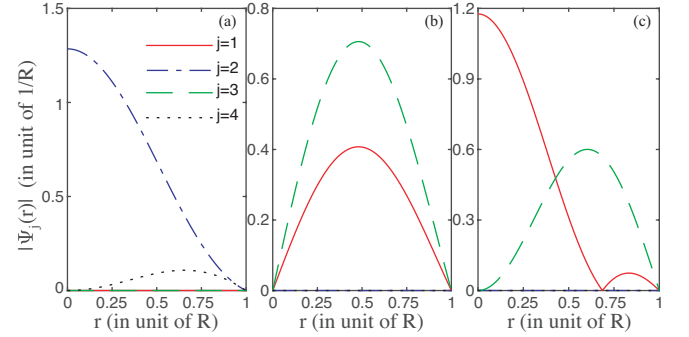 1.5
1
0.5
0
|Ψ_j(r)| (in unit of 1/R)
(a)
j=1
j=2
j=3
j=4
0 0.25 0.5 0.75 1
r (in unit of R)
0.8
0.6
0.4
0.2
0
(b)
0 0.25 0.5 0.75 1
r (in unit of R)
1.2
0.9
0.6
0.3
0
(c)
0 0.25 0.5 0.75 1
r (in unit of R)